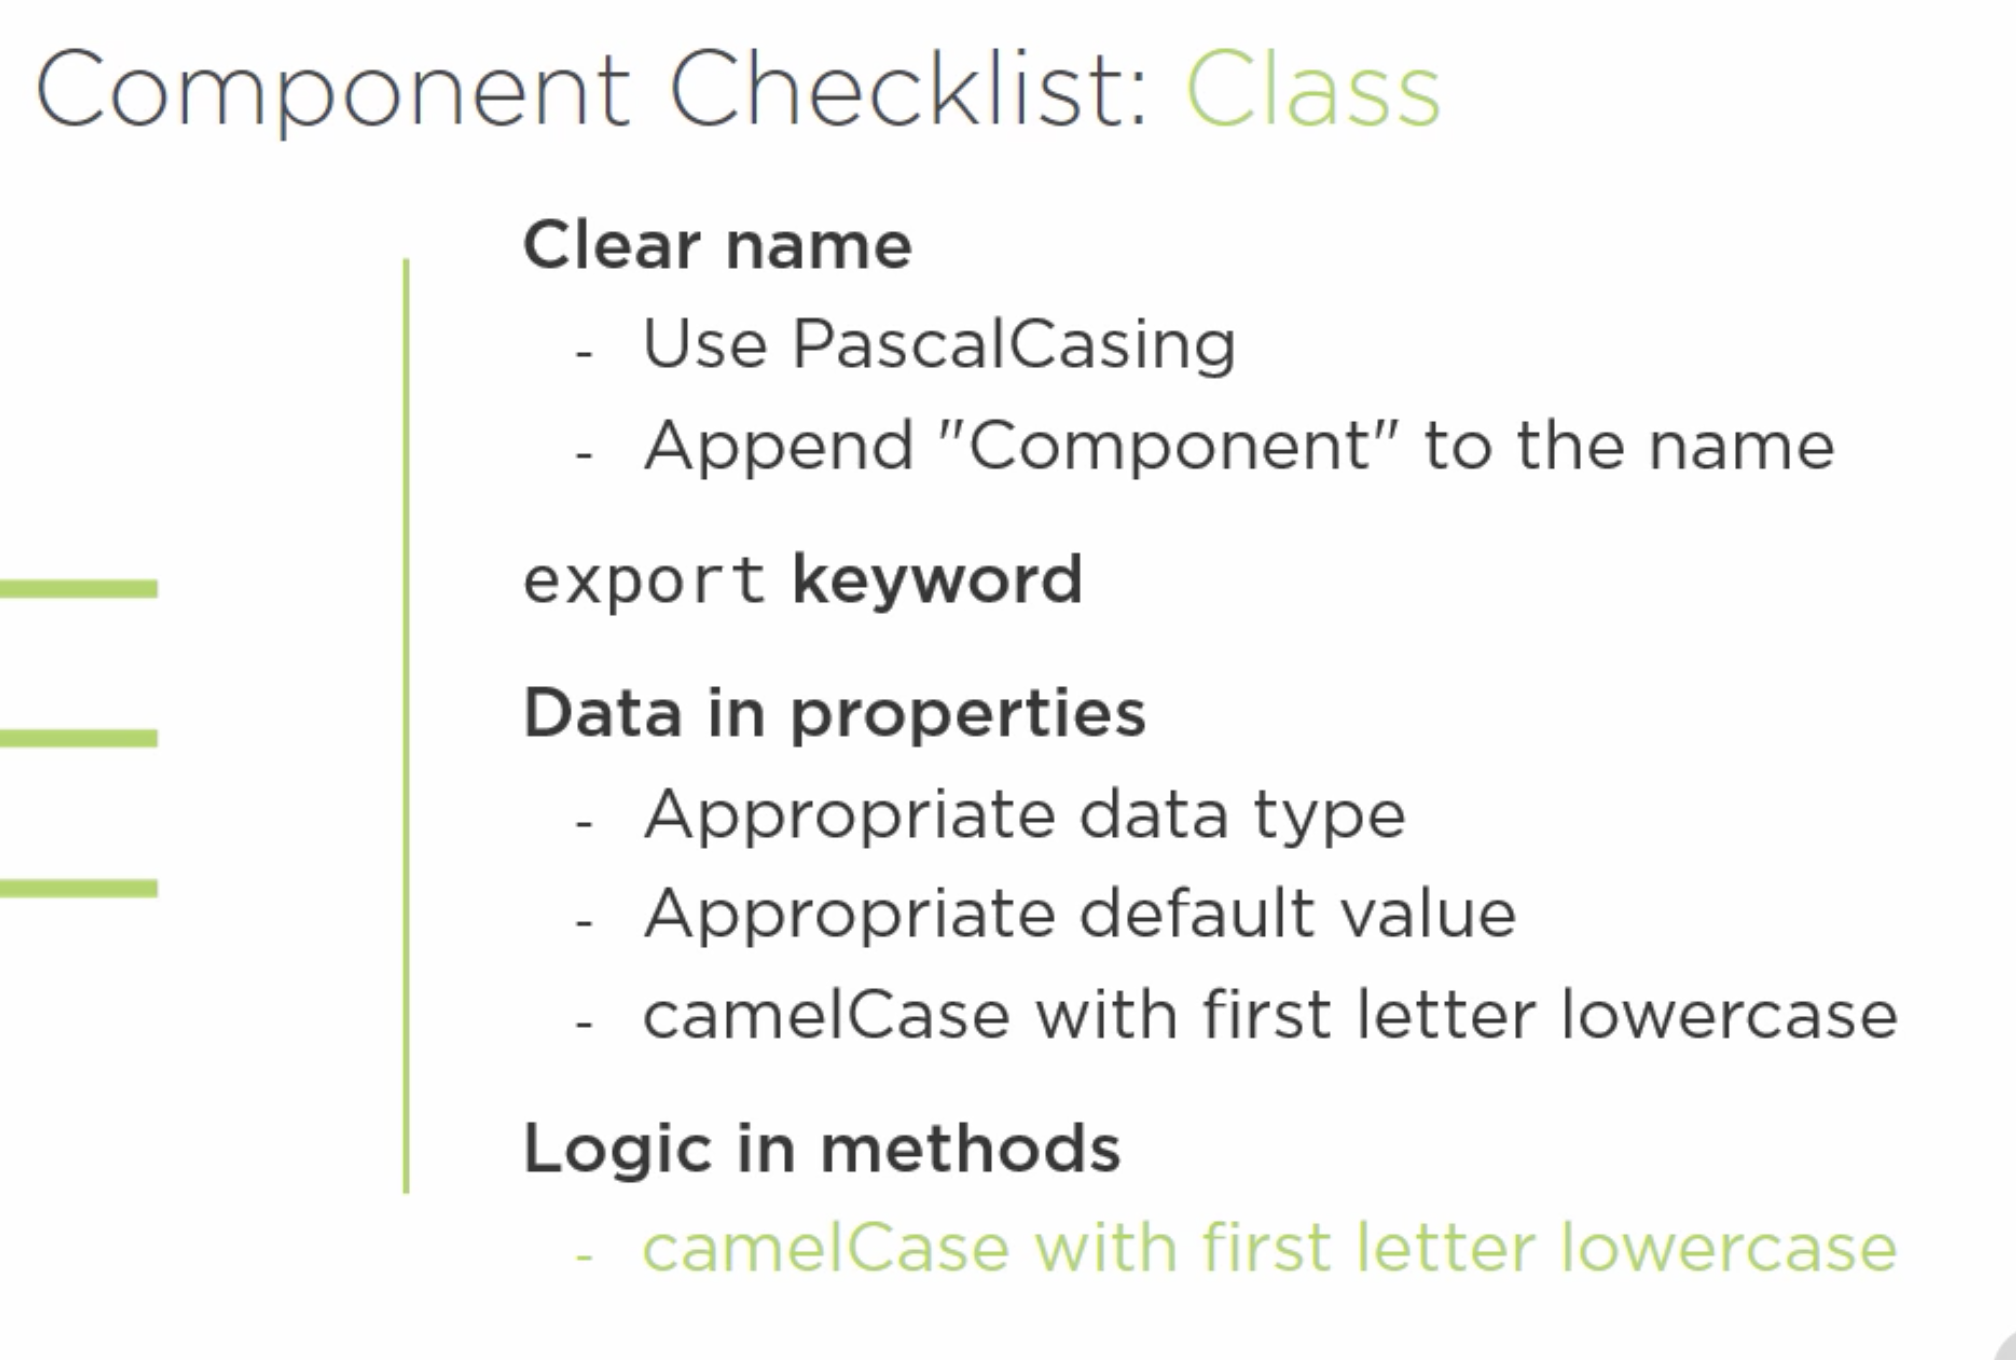 Component Checklist: Class
Clear name
- Use PascalCasing
- Append "Component" to the name
export keyword
Data in properties
- Appropriate data type
- Appropriate default value
- camelCase with first letter lowercase
Logic in methods
- camelCase with first letter lowercase